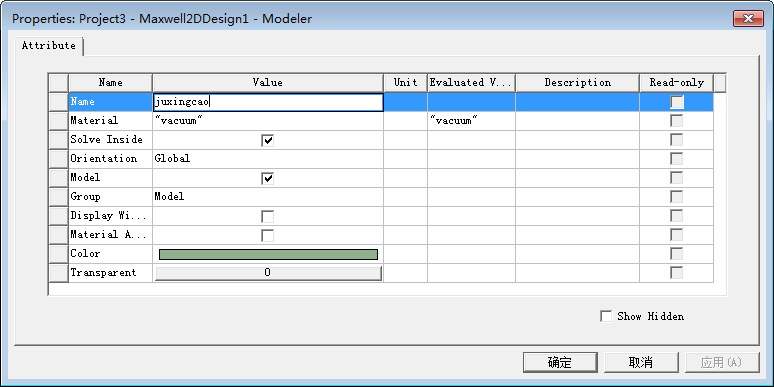 Properties: Project3 - Maxwell2DDesign1 - Modeler
Attribute
Name Value Unit Evaluated V... Description Read-only
Name juxingcao
Material "vacuum" "vacuum"
Solve Inside
Orientation Global
Model
Group Model
Display Wi...
Material A...
Color
Transparent 0
Show Hidden
确定 取消 应用(A)